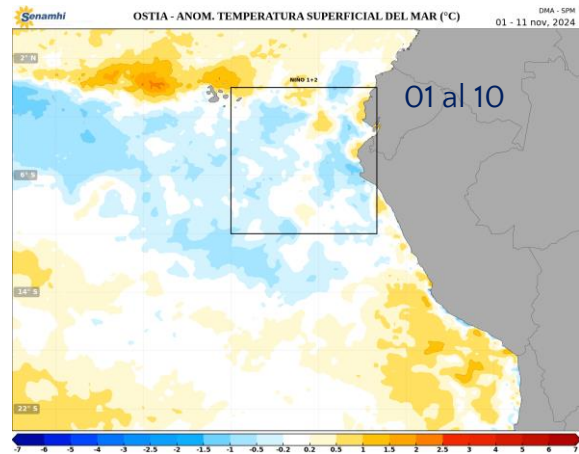 Senamhi
OSTIA - ANOM. TEMPERATURA SUPERFICIAL DEL MAR (°C)
DMA - SPM
01 - 11 nov, 2024
2° N
NIÑO 1+2
01 al 10
6° S
14° S
22° S
-7 -6 -5 -4 -3 -2.5 -2 -1.5 -1 -0.5 -0.2 0.2 0.5 1 1.5 2 2.5 3 4 5 6 7